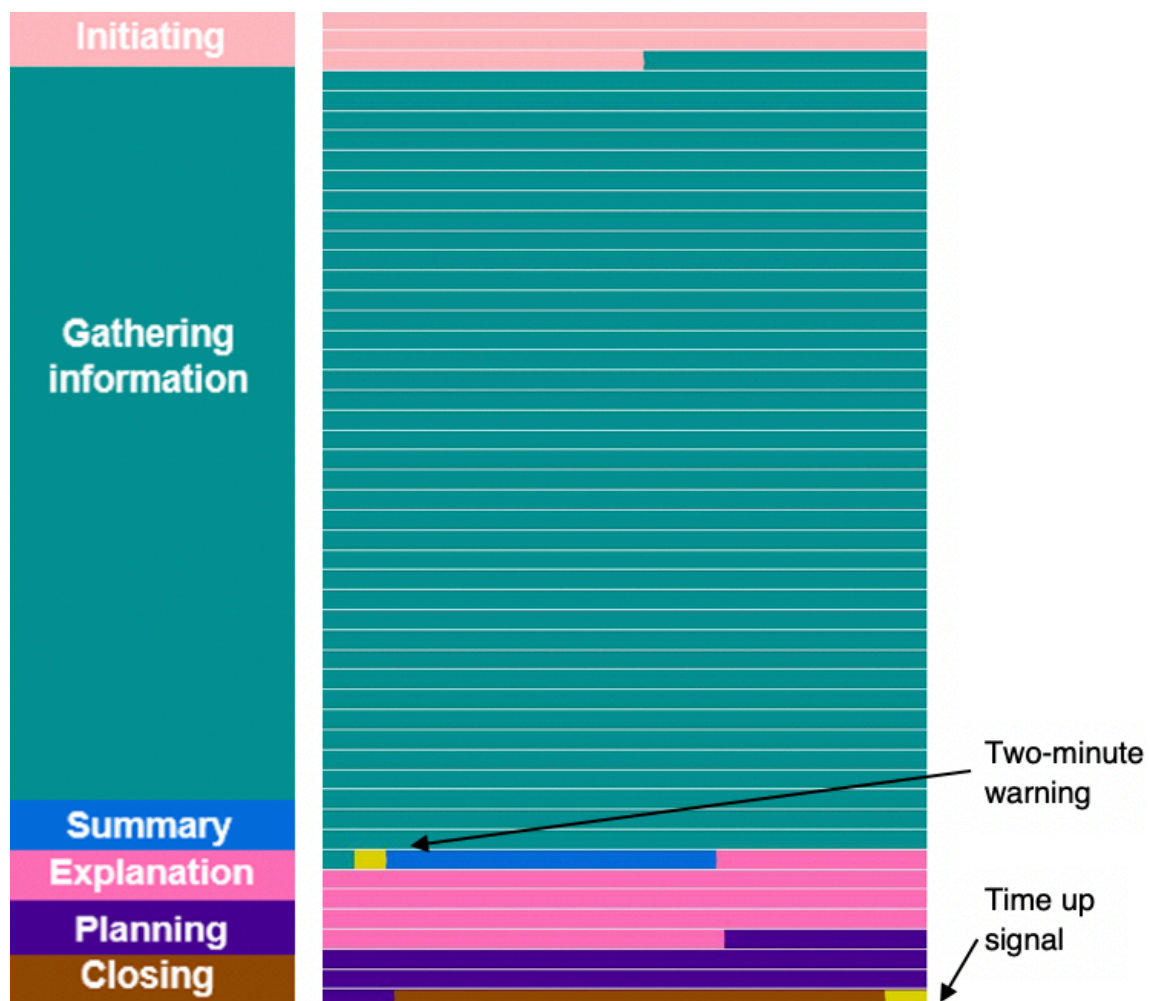 Initiating
Gathering
information
Summary
Explanation
Planning
Closing
Two-minute
warning
Time up
signal